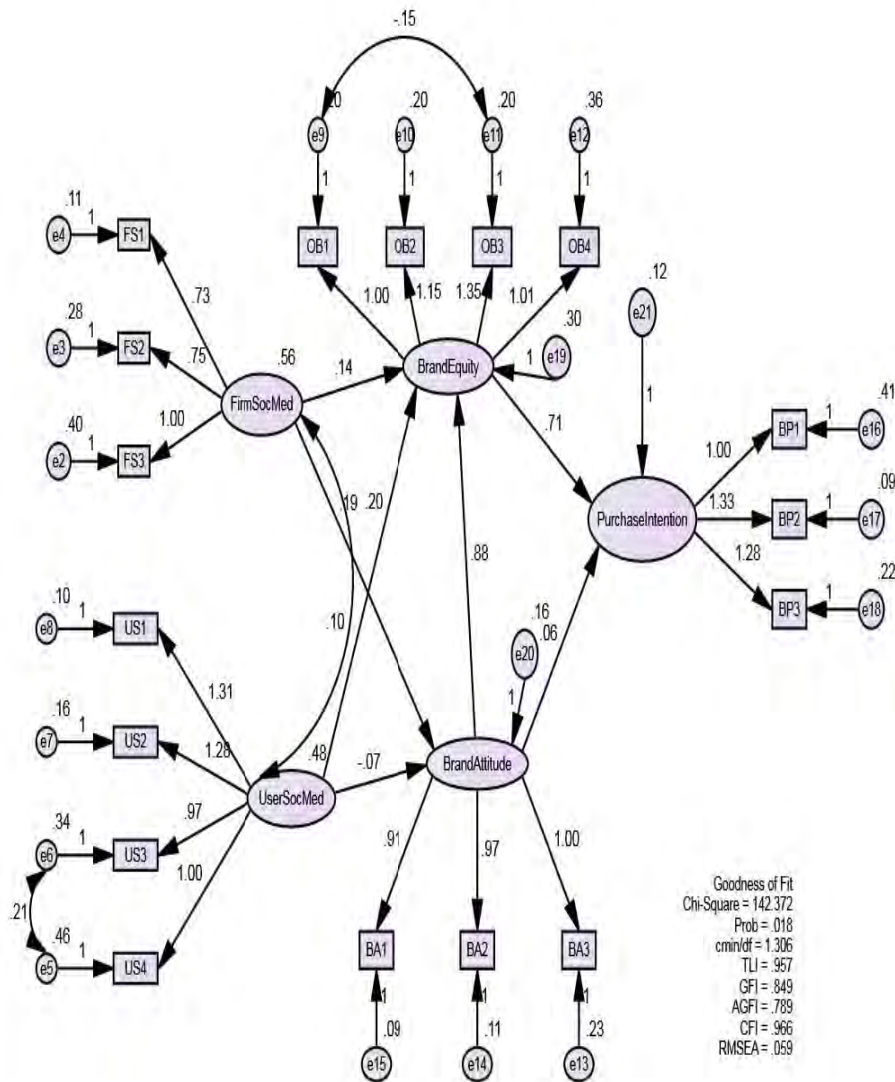 -.15
.20
.20
.20
.36
e9
e10
e11
e12
1
1
1
1
.11
e4
1
FS1
OB1
OB2
OB3
OB4
.12
.73
1.00
1.15
1.35
1.01
e21
.28
e3
1
FS2
.75
.56
.14
BrandEquity
1
.30
e19
1
FirmSocMed
.71
.40
e2
1
FS3
1.00
BP1
1
.41
e16
1.00
.19
.20
PurchaseIntention
1.33
BP2
1
.09
e17
.88
1.28
BP3
1
.22
e18
.10
e8
1
US1
.10
.16
e20
.06
1.31
1
.16
e7
1
US2
1.28
.48
-.07
BrandAttitude
UserSocMed
.97
.34
e6
1
US3
1.00
.91
.97
1.00
.21
.46
e5
1
US4
BA1
BA2
BA3
1
1
1
.09
.11
.23
e15
e14
e13
Goodness of Fit
Chi-Square = 142.372
Prob = .018
cmin/df = 1.306
TLI = .957
GFI = .849
AGFI = .789
CFI = .966
RMSEA = .059